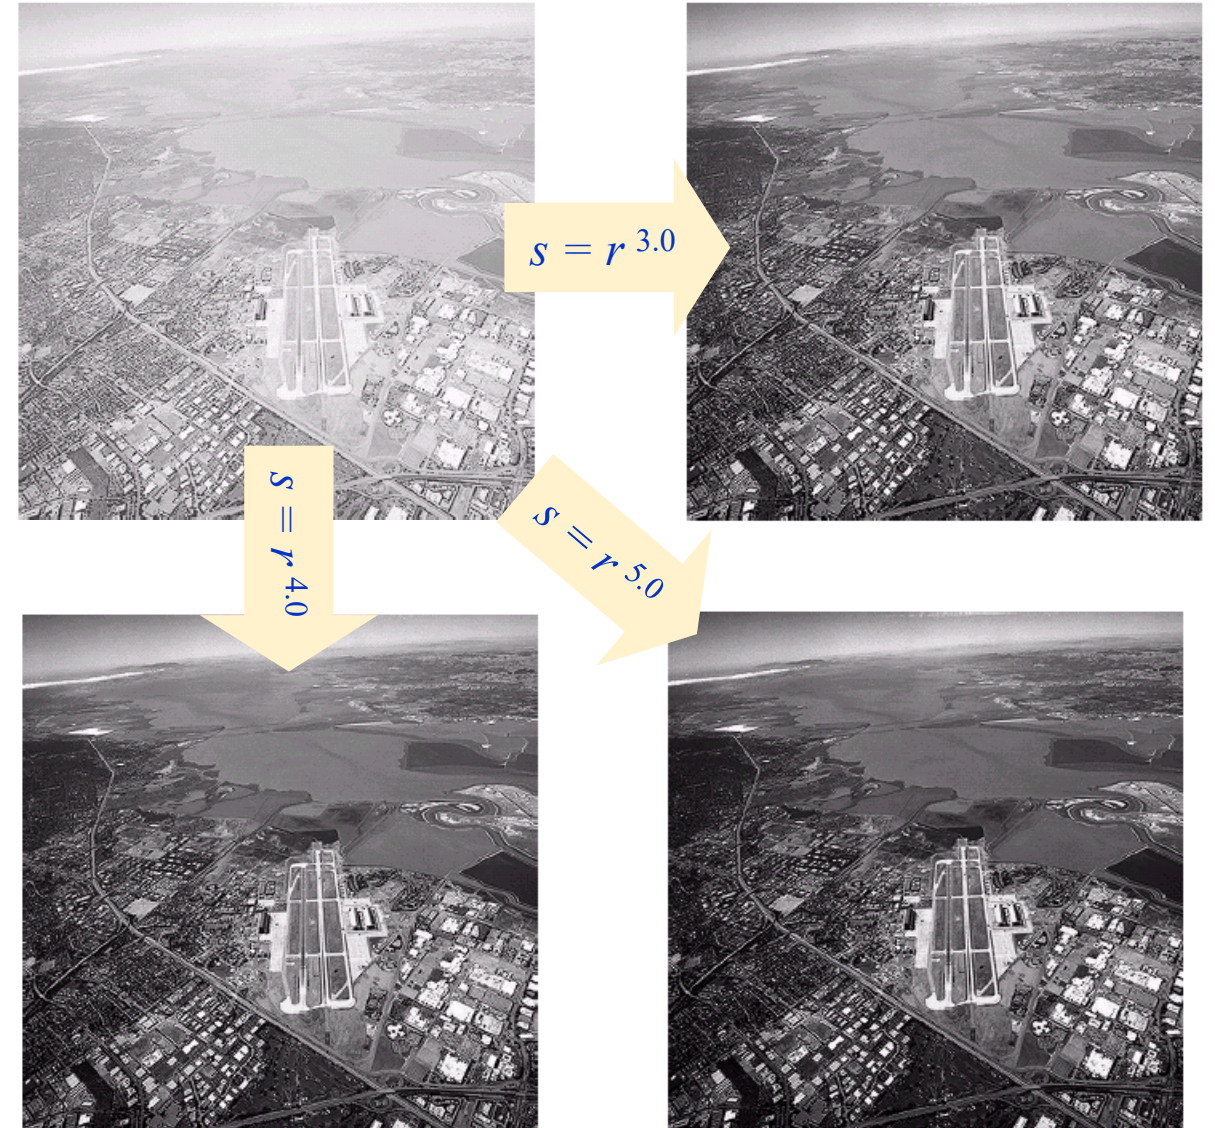 s = r 3.0
s = r 4.0
s = r 5.0